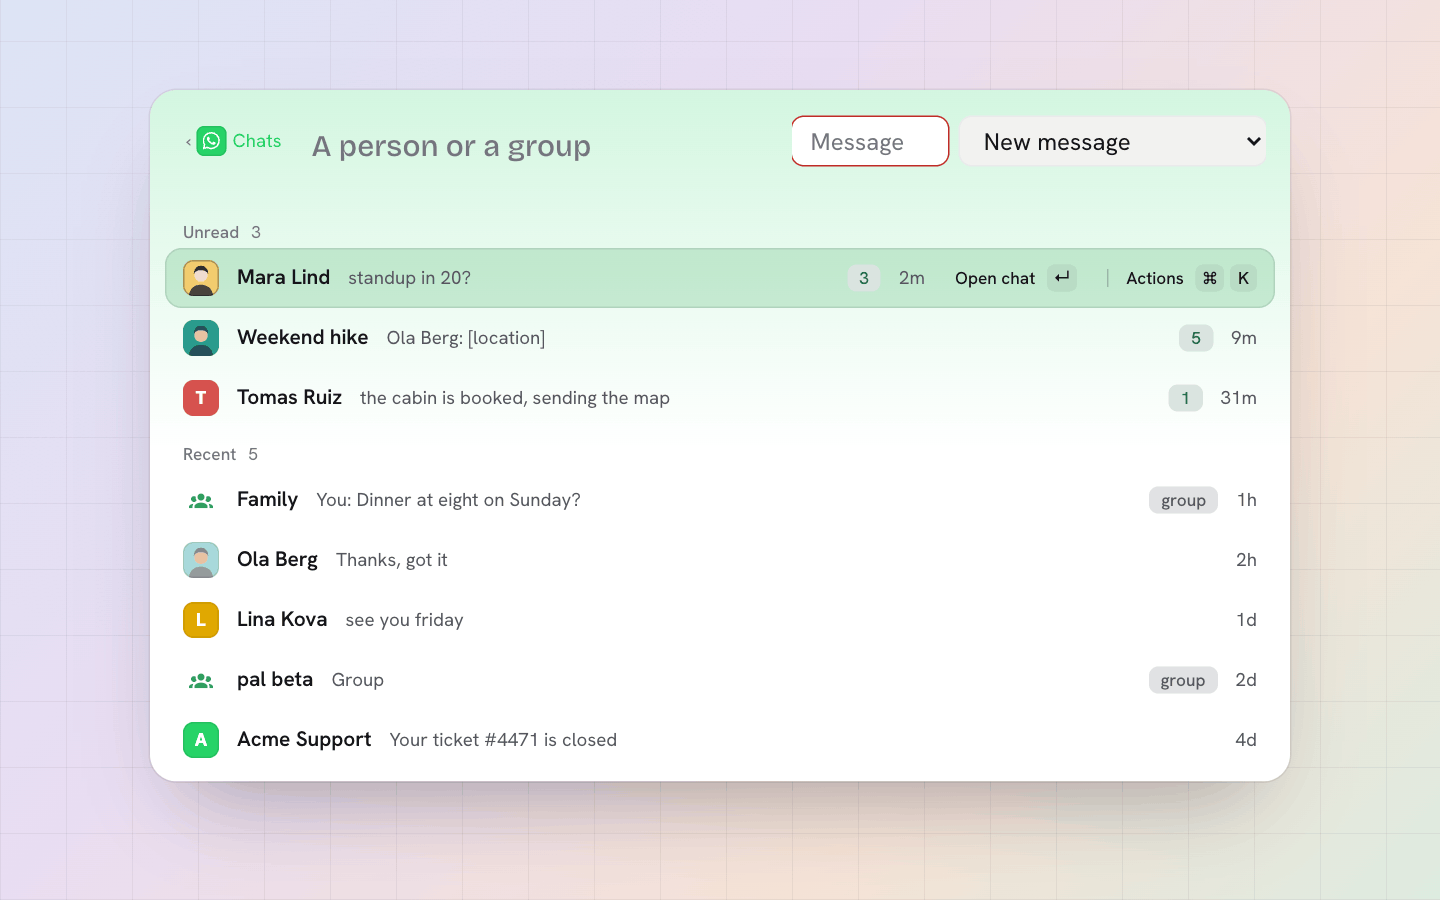 ‹ Chats A person or a group Message New message
Unread 3
Mara Lind standup in 20? 3 2m Open chat ↵ | Actions ⌘ K
Weekend hike Ola Berg: [location] 5 9m
T Tomas Ruiz the cabin is booked, sending the map 1 31m
Recent 5
Family You: Dinner at eight on Sunday? group 1h
Ola Berg Thanks, got it 2h
L Lina Kova see you friday 1d
pal beta Group group 2d
A Acme Support Your ticket #4471 is closed 4d